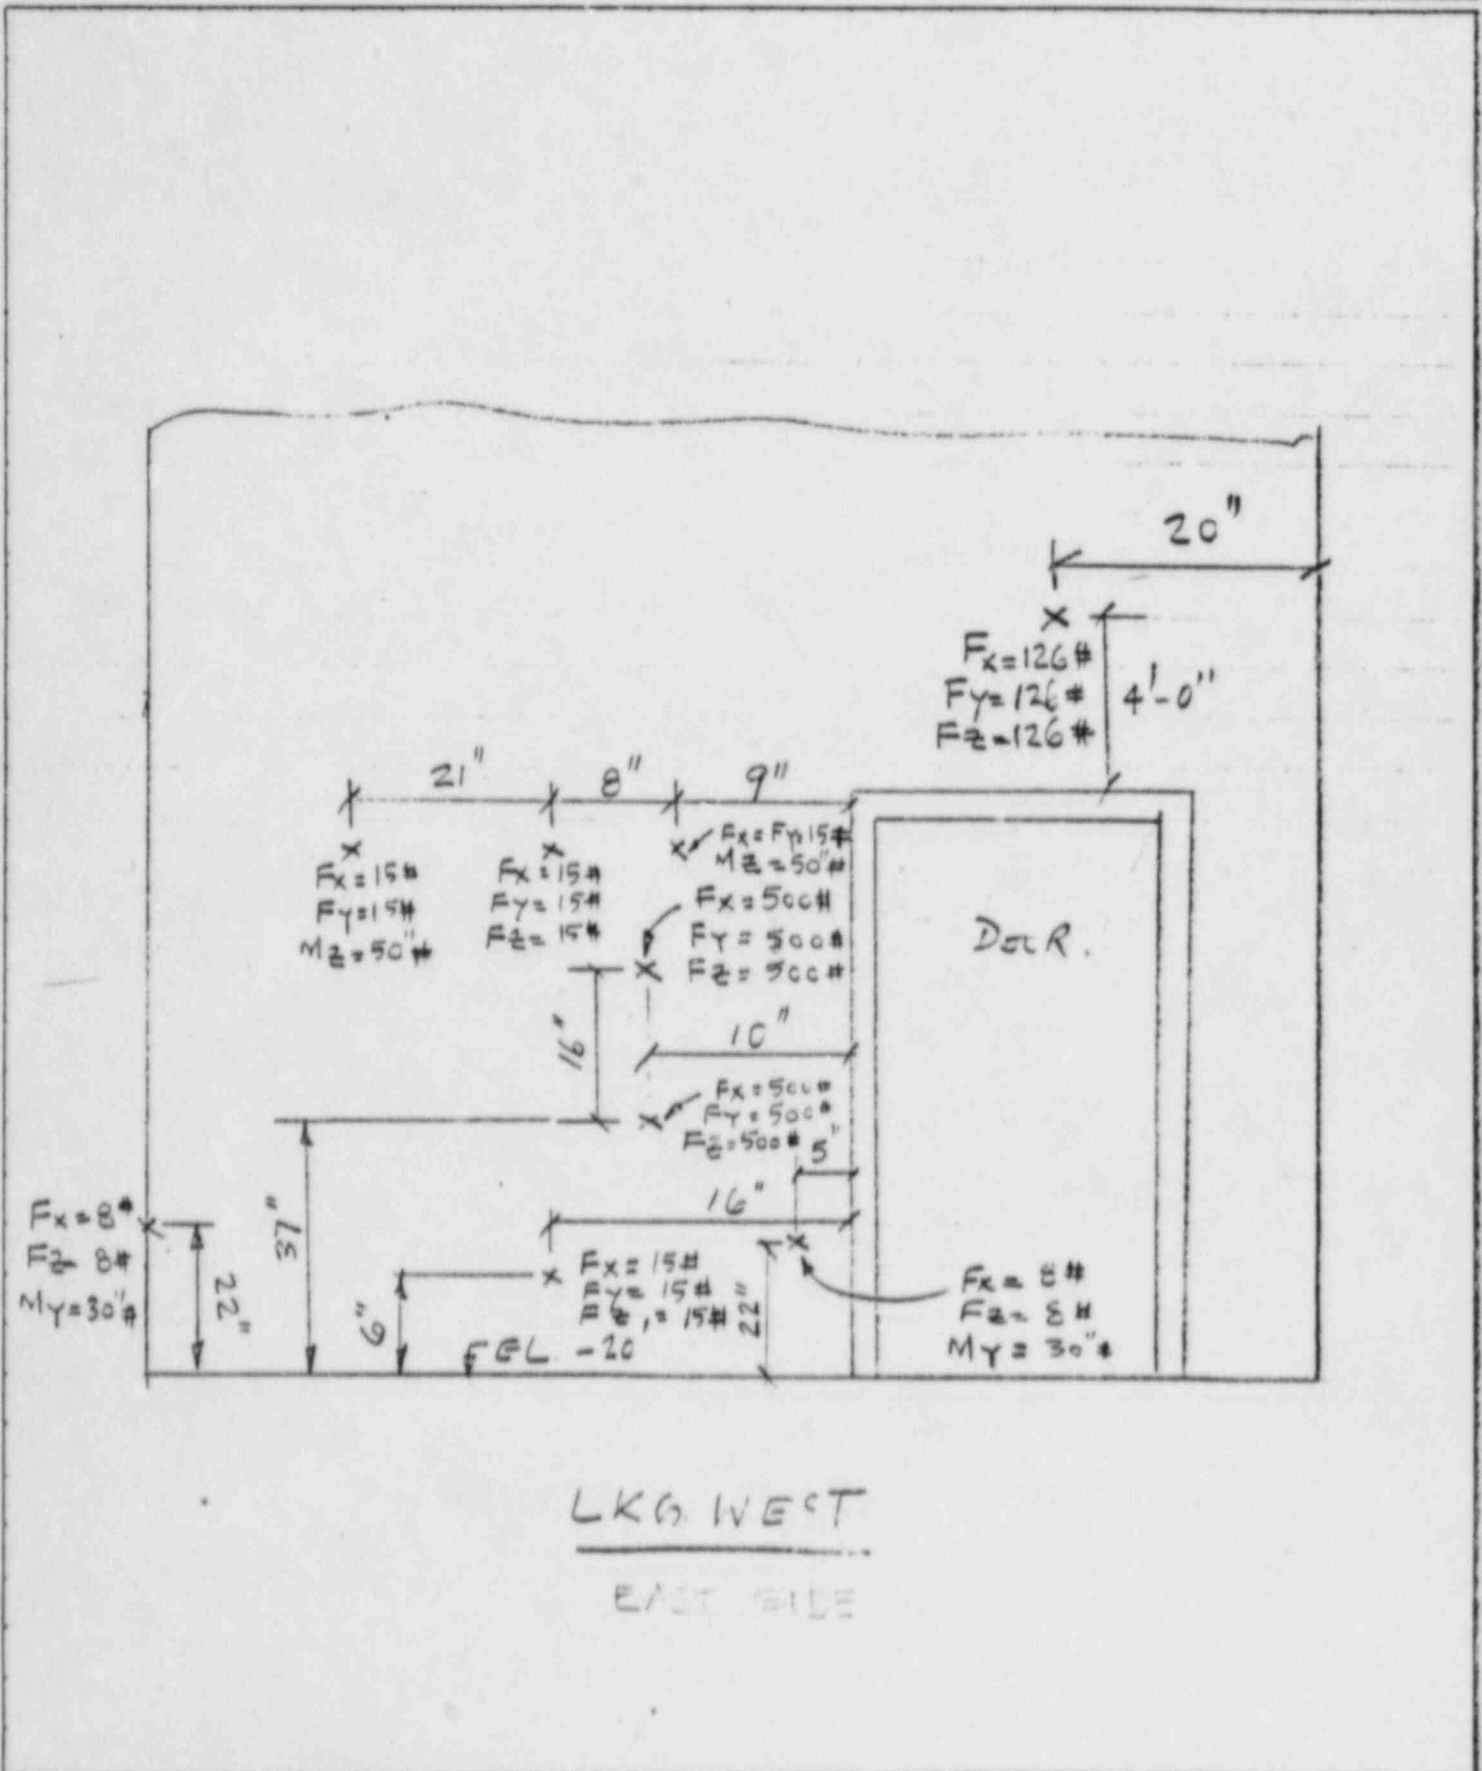 20"
Fx=126#
Fy=126#
Fz=126#
4'-0"
21"
8"
9"
Fx=15#
Fy=15#
Mz=50"#
Fx=15#
Fy=15#
Fz=15#
Fx=Fy=15#
Mz=50"#
Fx=500#
Fy=500#
Fz=500#
DOOR.
10"
Fx=500#
Fy=500#
Fz=500#
5"
16"
37"
Fx=8#
Fz=8#
My=30"#
22"
Fx=15#
Fy=15#
Fz=15#
22"
Fx=8#
Fz=8#
My=30"#
EL -20
LKG. WEST
EAST SIDE